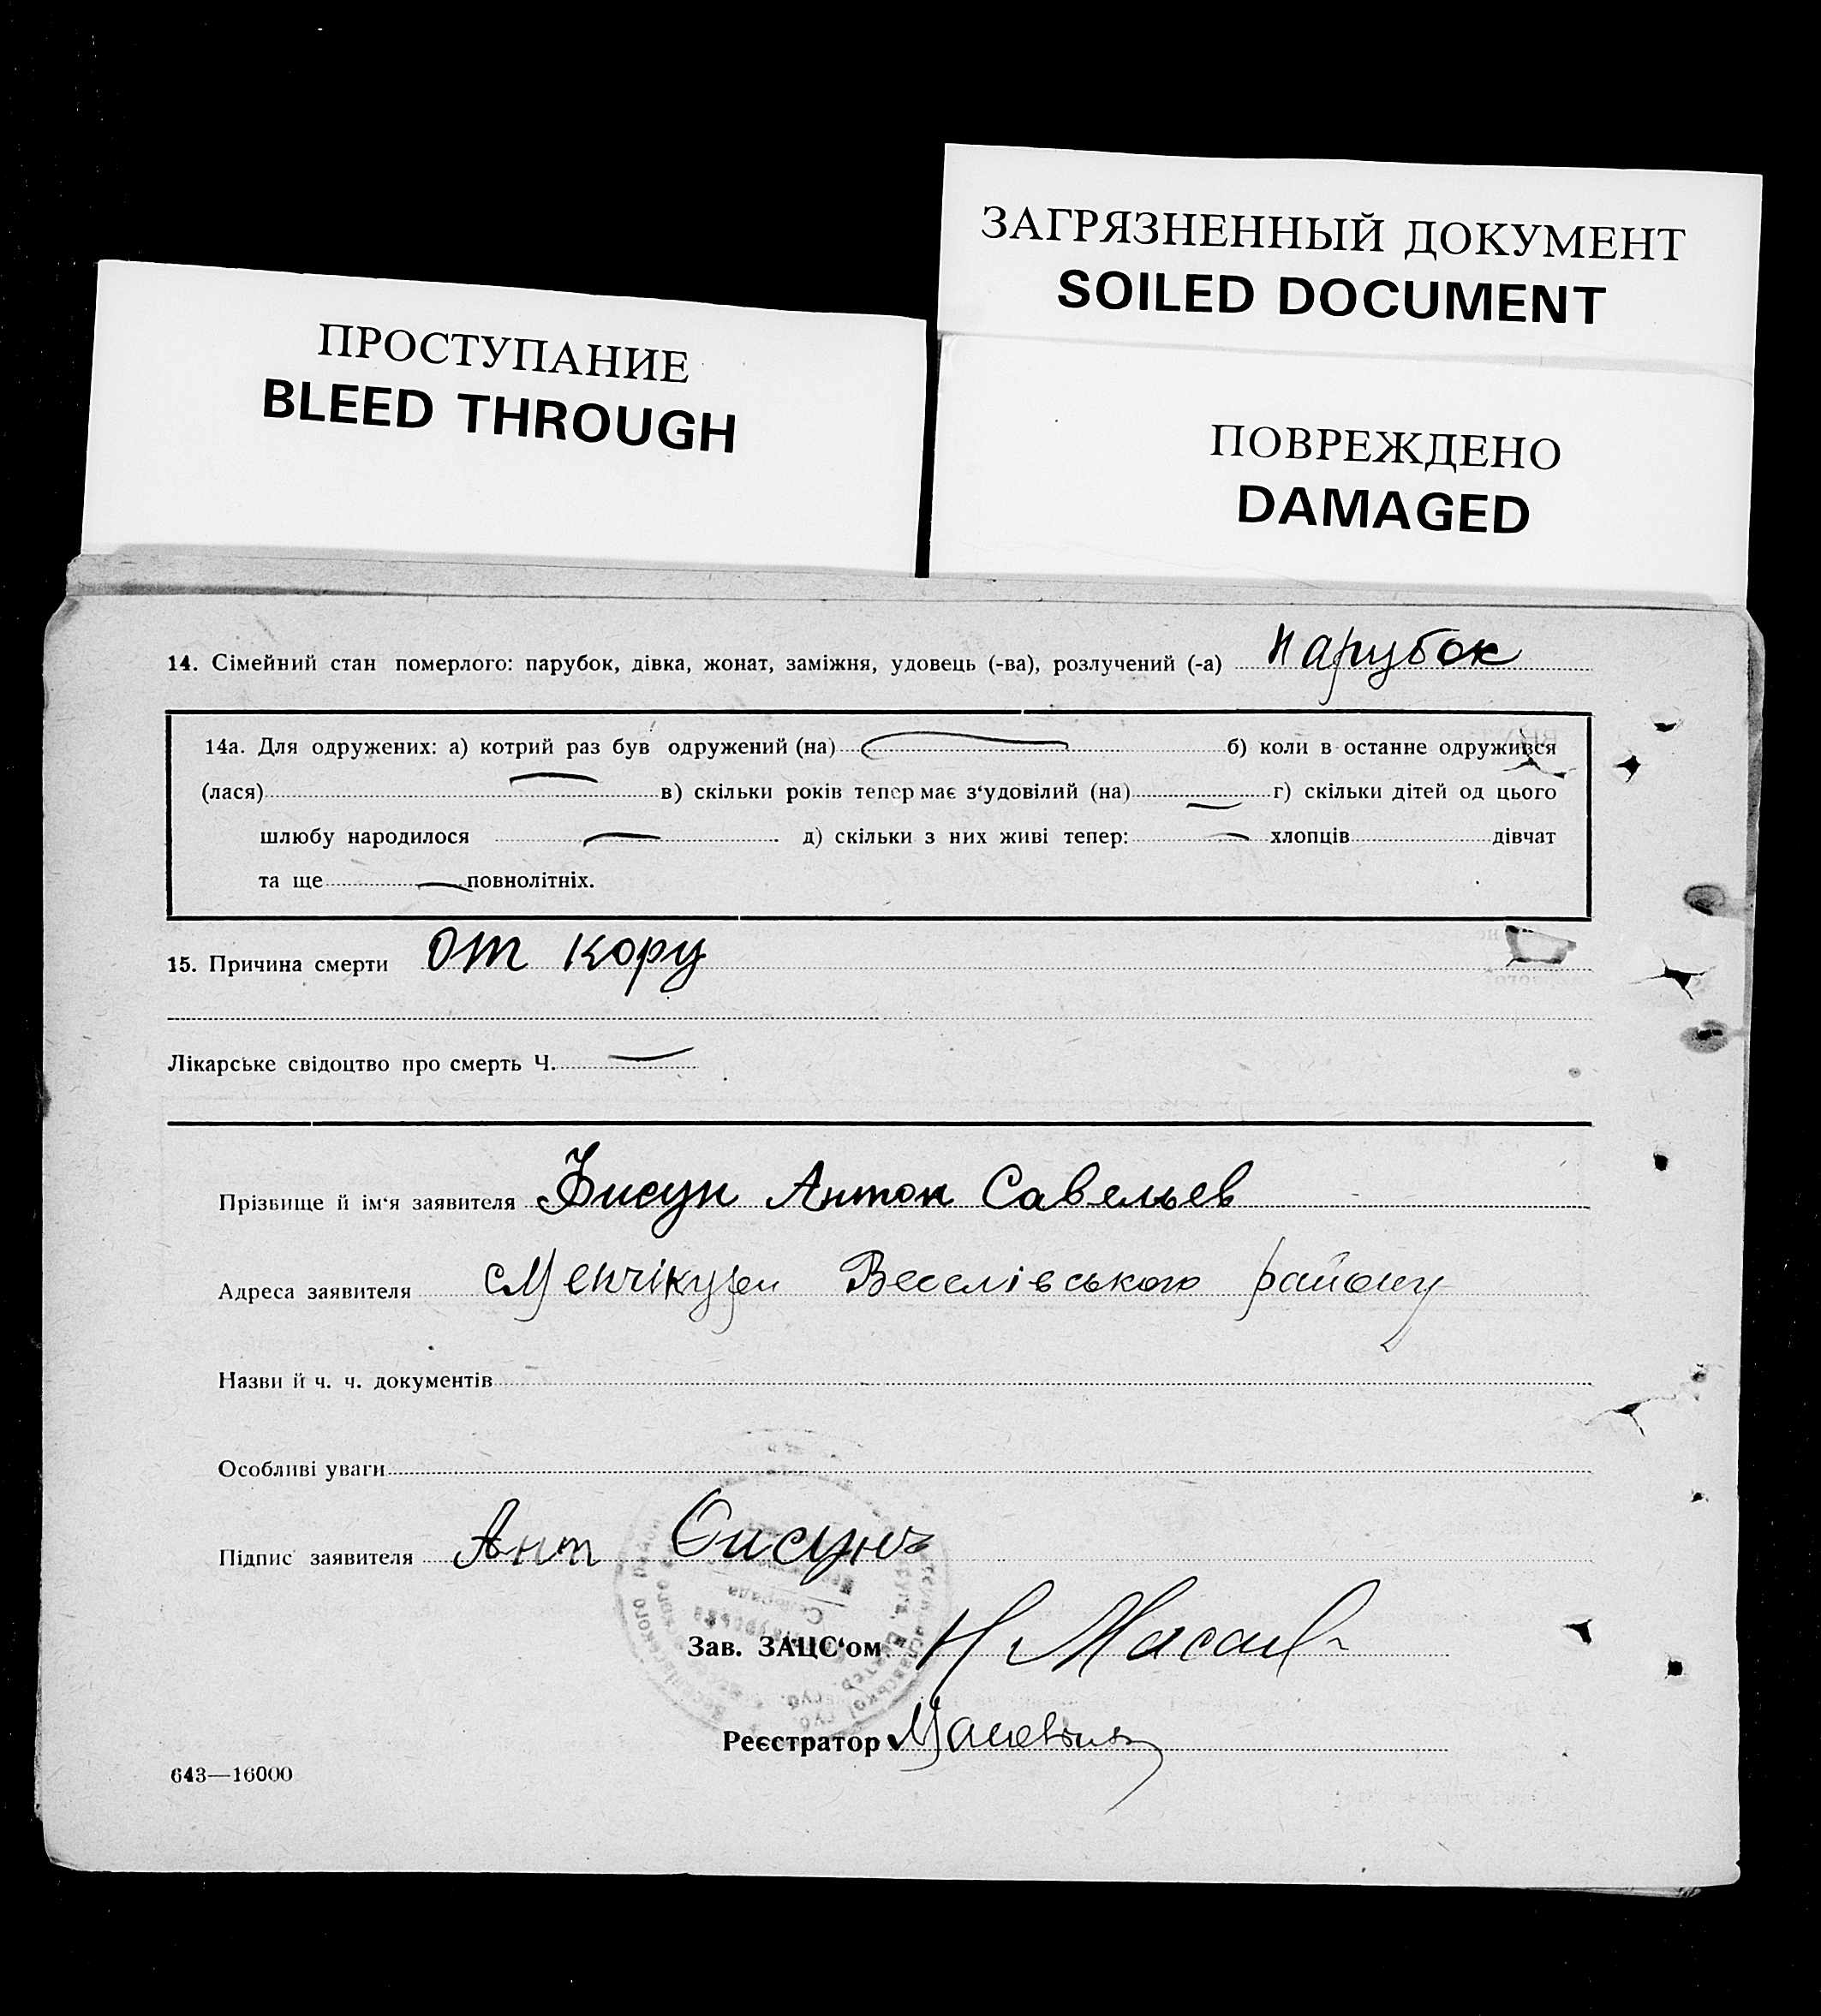 ЗАГРЯЗНЕННЫЙ ДОКУМЕНТ
SOILED DOCUMENT
ПРОСТУПАНИЕ
BLEED THROUGH
ПОВРЕЖДЕНО
DAMAGED
14. Сімейний стан померлого: парубок, дівка, жонат, заміжня, удовець (-ва), розлучений (-а) парубок
14а. Для одружених: а) котрий раз був одружений (на) б) коли в останне одружився
(лася) в) скільки років тепер має з'удовілий (на) г) скільки дітей од цього
шлюбу народилося д) скільки з них живі тепер: хлопців дівчат
та ще повнолітніх.
15. Причина смерти от кору
Лікарське свідоцтво про смерть Ч.
Прізвище й ім'я заявителя Антон Савельев
Адреса заявителя Менчікури Веселівського району
Назви й ч. ч. документів
Особливі уваги
Підпис заявителя Ант
Зав. ЗАЦС'ом
Реєстратор
643—16000